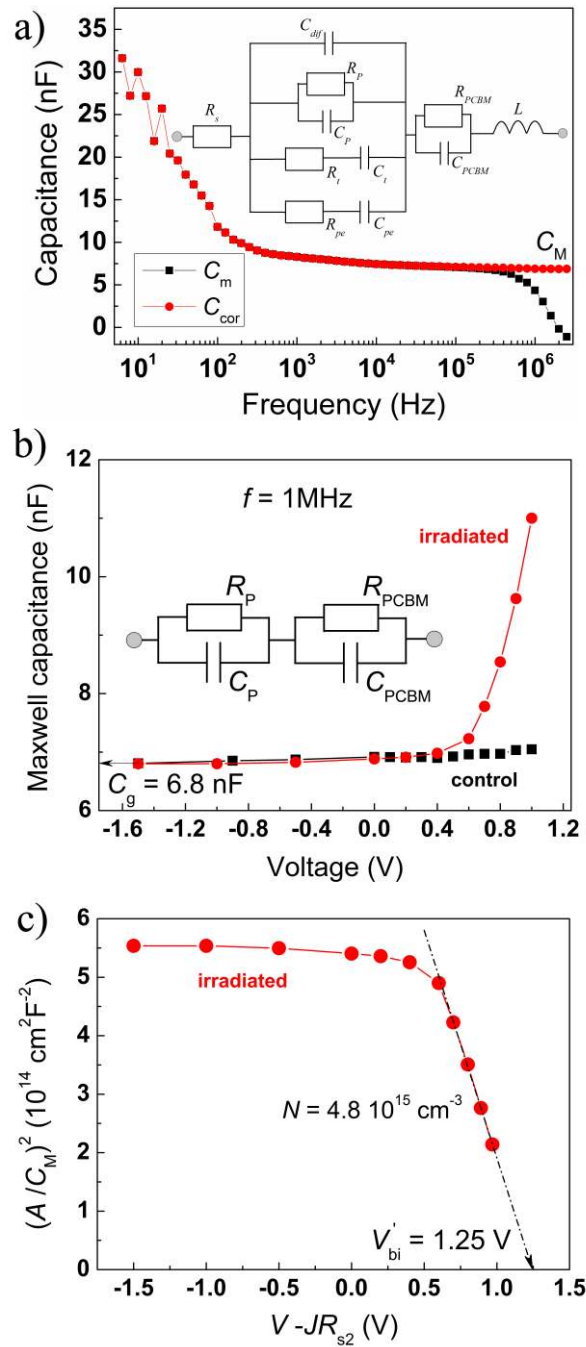 a)
Capacitance (nF)
35
30
25
20
15
10
5
0
C_dif
R_P
C_P
R_s
R_t
C_t
R_pe
C_pe
R_PCBM
C_PCBM
L
C_M
C_m
C_cor
10^1
10^2
10^3
10^4
10^5
10^6
Frequency (Hz)
b)
Maxwell capacitance (nF)
12
10
8
6
f = 1MHz
irradiated
R_P
C_P
R_PCBM
C_PCBM
C_g = 6.8 nF
control
-1.6
-1.2
-0.8
-0.4
0.0
0.4
0.8
1.2
Voltage (V)
c)
(A/C_M)^2 (10^14 cm^2F^-2)
6
5
4
3
2
1
0
irradiated
N = 4.8 10^15 cm^-3
V'_bi = 1.25 V
-1.5
-1.0
-0.5
0.0
0.5
1.0
1.5
V -JR_s2 (V)